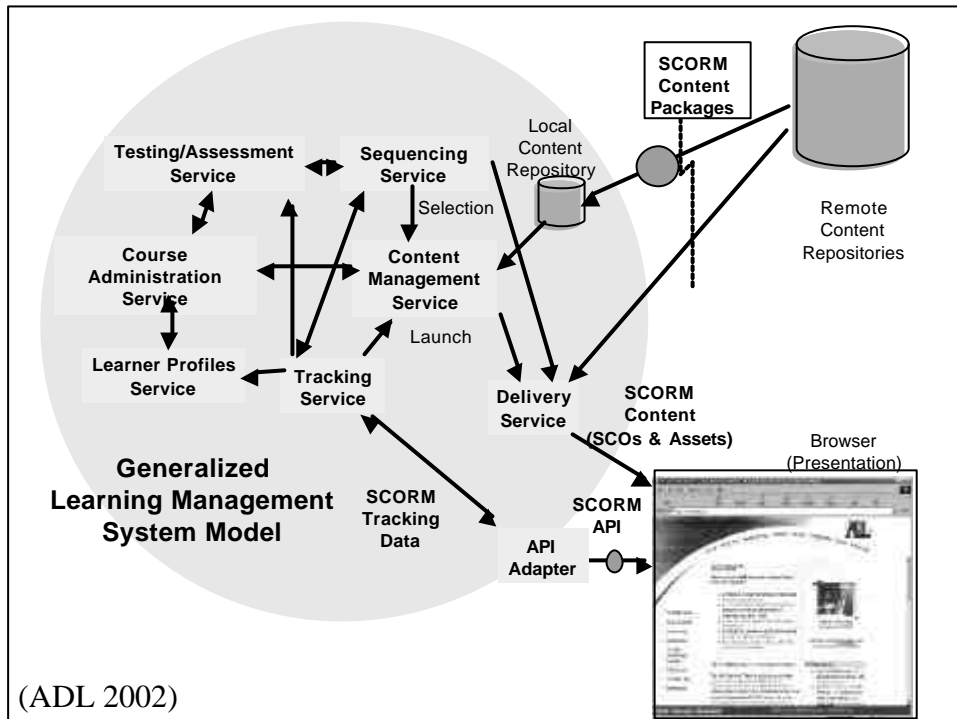 SCORM
Content
Packages
Local
Content
Repository
Remote
Content
Repositories
Testing/Assessment
Service
Sequencing
Service
Selection
Course
Administration
Service
Content
Management
Service
Launch
Learner Profiles
Service
Tracking
Service
Delivery
Service
SCORM
Content
(SCOs & Assets)
Browser
(Presentation)
Generalized
Learning Management
System Model
SCORM
Tracking
Data
SCORM
API
API
Adapter
ADL
(ADL 2002)